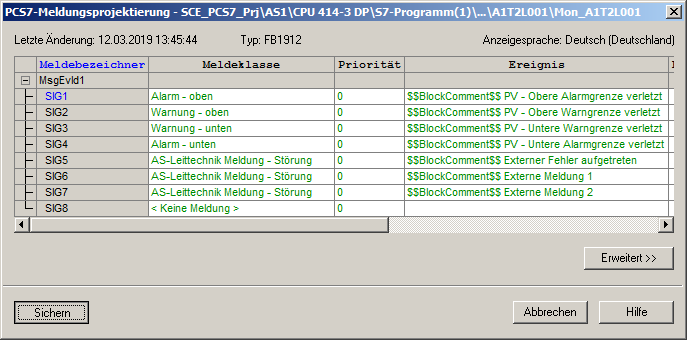 PCS7-Meldungsprojektierung - SCE_PCS7_Prj\AS1\CPU 414-3 DP\S7-Programm(1)\...\A1T2L001\Mon_A1T2L001
Letzte Änderung: 12.03.2019 13:45:44 Typ: FB1912 Anzeigesprache: Deutsch (Deutschland)
Meldebezeichner Meldeklasse Priorität Ereignis
MsgEvId1
SIG1 Alarm - oben 0 $$BlockComment$$ PV - Obere Alarmgrenze verletzt
SIG2 Warnung - oben 0 $$BlockComment$$ PV - Obere Warngrenze verletzt
SIG3 Warnung - unten 0 $$BlockComment$$ PV - Untere Warngrenze verletzt
SIG4 Alarm - unten 0 $$BlockComment$$ PV - Untere Alarmgrenze verletzt
SIG5 AS-Leittechnik Meldung - Störung 0 $$BlockComment$$ Externer Fehler aufgetreten
SIG6 AS-Leittechnik Meldung - Störung 0 $$BlockComment$$ Externe Meldung 1
SIG7 AS-Leittechnik Meldung - Störung 0 $$BlockComment$$ Externe Meldung 2
SIG8 < Keine Meldung > 0
Erweitert >>
Sichern Abbrechen Hilfe